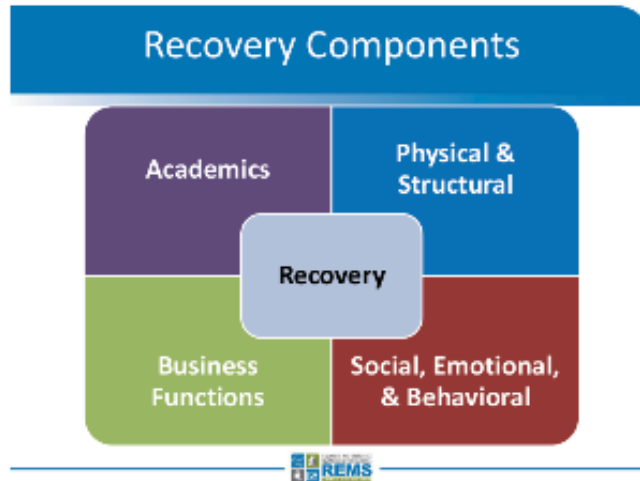 Recovery Components
Academics
Physical &
Structural
Recovery
Business
Functions
Social, Emotional,
& Behavioral
REMS